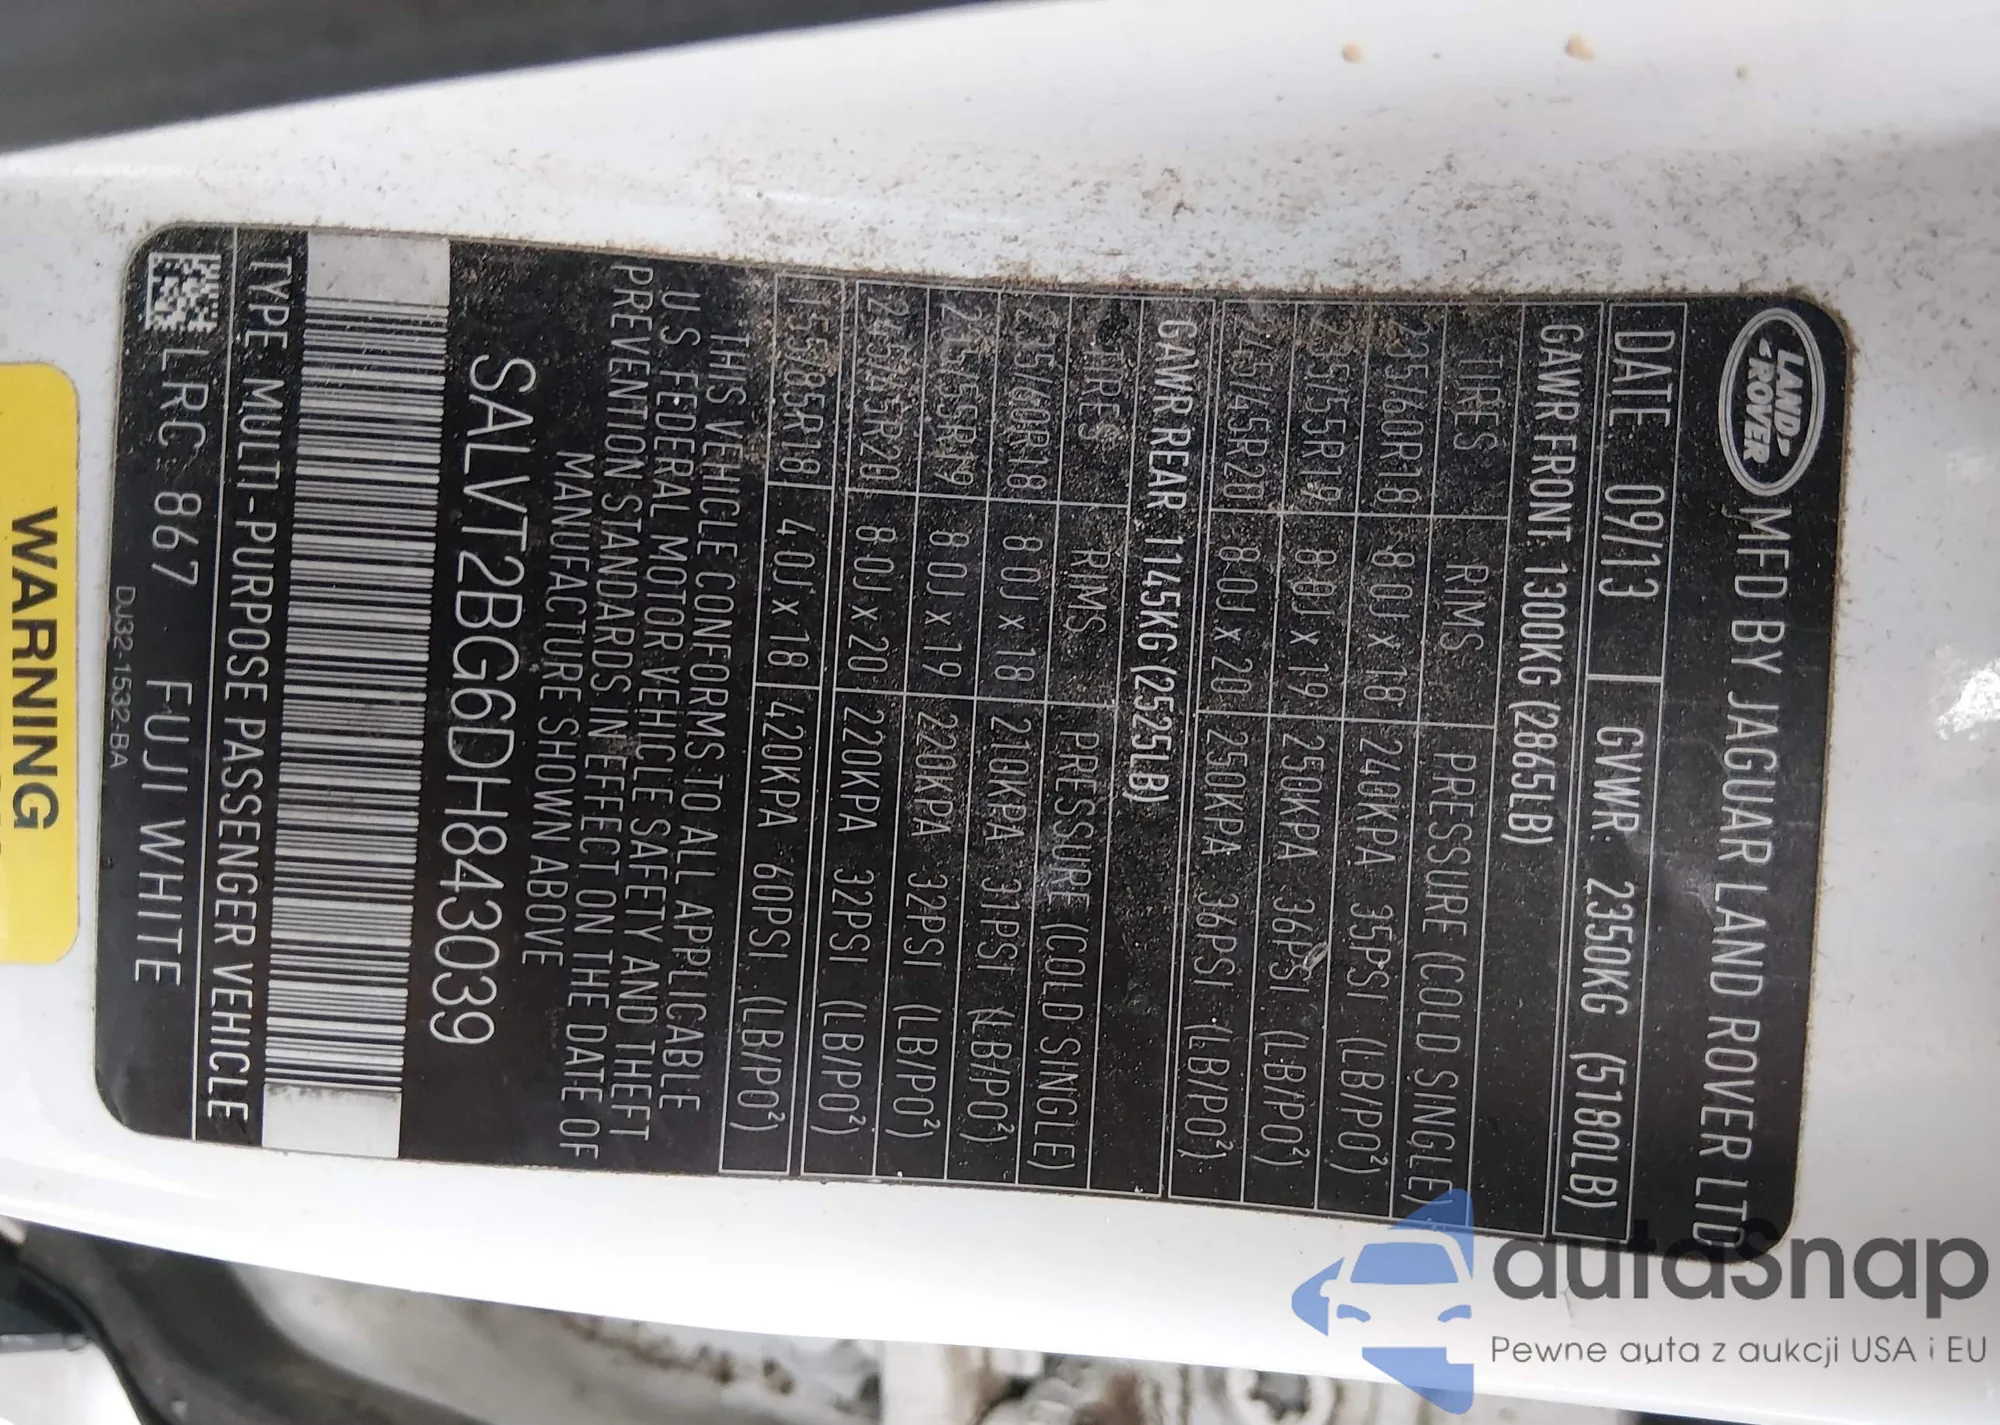 LAND
ROVER
MFD BY JAGUAR LAND ROVER LTD
DATE 09/13 GVWR: 2350KG (5180LB)
GAWR FRONT 1300KG (2865LB)
TIRES RIMS PRESSURE (COLD SINGLE)
235/60R18 8.0J x 18 240KPA 35PSI (LB/PO²)
235/55R19 8.0J x 19 250KPA 36PSI (LB/PO²)
245/45R20 8.0J x 20 250KPA 36PSI (LB/PO²)
GAWR REAR 1145KG (2525LB)
TIRES RIMS PRESSURE (COLD SINGLE)
235/60R18 8.0J x 18 210KPA 31PSI (LB/PO²)
8.0J x 19 220KPA 32PSI (LB/PO²)
245/45R20 8.0J x 20 220KPA 32PSI (LB/PO²)
155/85R18 4.0J x 18 420KPA 60PSI (LB/PO²)
THIS VEHICLE CONFORMS TO ALL APPLICABLE
U.S. FEDERAL MOTOR VEHICLE SAFETY AND THEFT
PREVENTION STANDARDS IN EFFECT ON THE DATE OF
MANUFACTURE SHOWN ABOVE
SALVT2BG6DH843039
TYPE: MULTI-PURPOSE PASSENGER VEHICLE
LRC 867 FUJI WHITE
DJ32-1532-BA
WARNING
autaSnap
Pewne auta z aukcji USA i EU